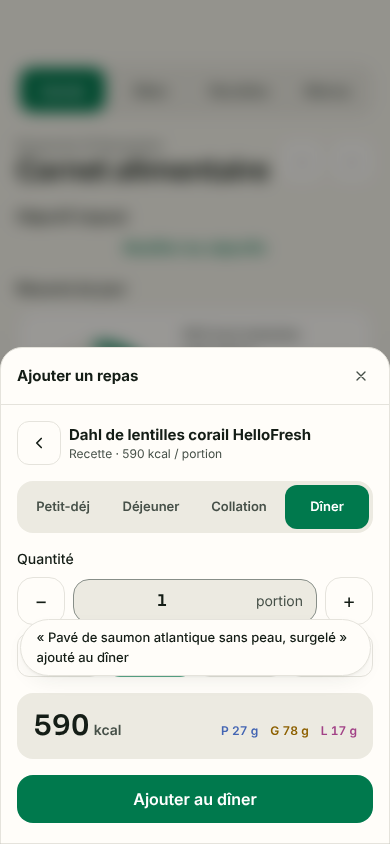 Carnet alimentaire
Ajouter un repas
Dahl de lentilles corail HelloFresh
Recette · 590 kcal / portion
Petit-déj
Déjeuner
Collation
Dîner
Quantité
−
1
portion
+
« Pavé de saumon atlantique sans peau, surgelé »
ajouté au dîner
590 kcal
P 27 g
G 78 g
L 17 g
Ajouter au dîner